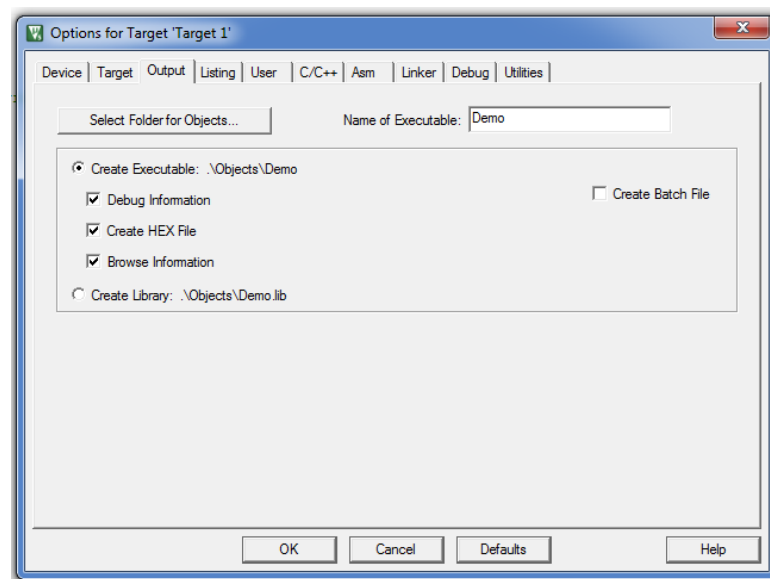 Options for Target 'Target 1'
Device Target Output Listing User C/C++ Asm Linker Debug Utilities
Select Folder for Objects... Name of Executable: Demo
Create Executable: .\Objects\Demo
Debug Information Create Batch File
Create HEX File
Browse Information
Create Library: .\Objects\Demo.lib
OK Cancel Defaults Help